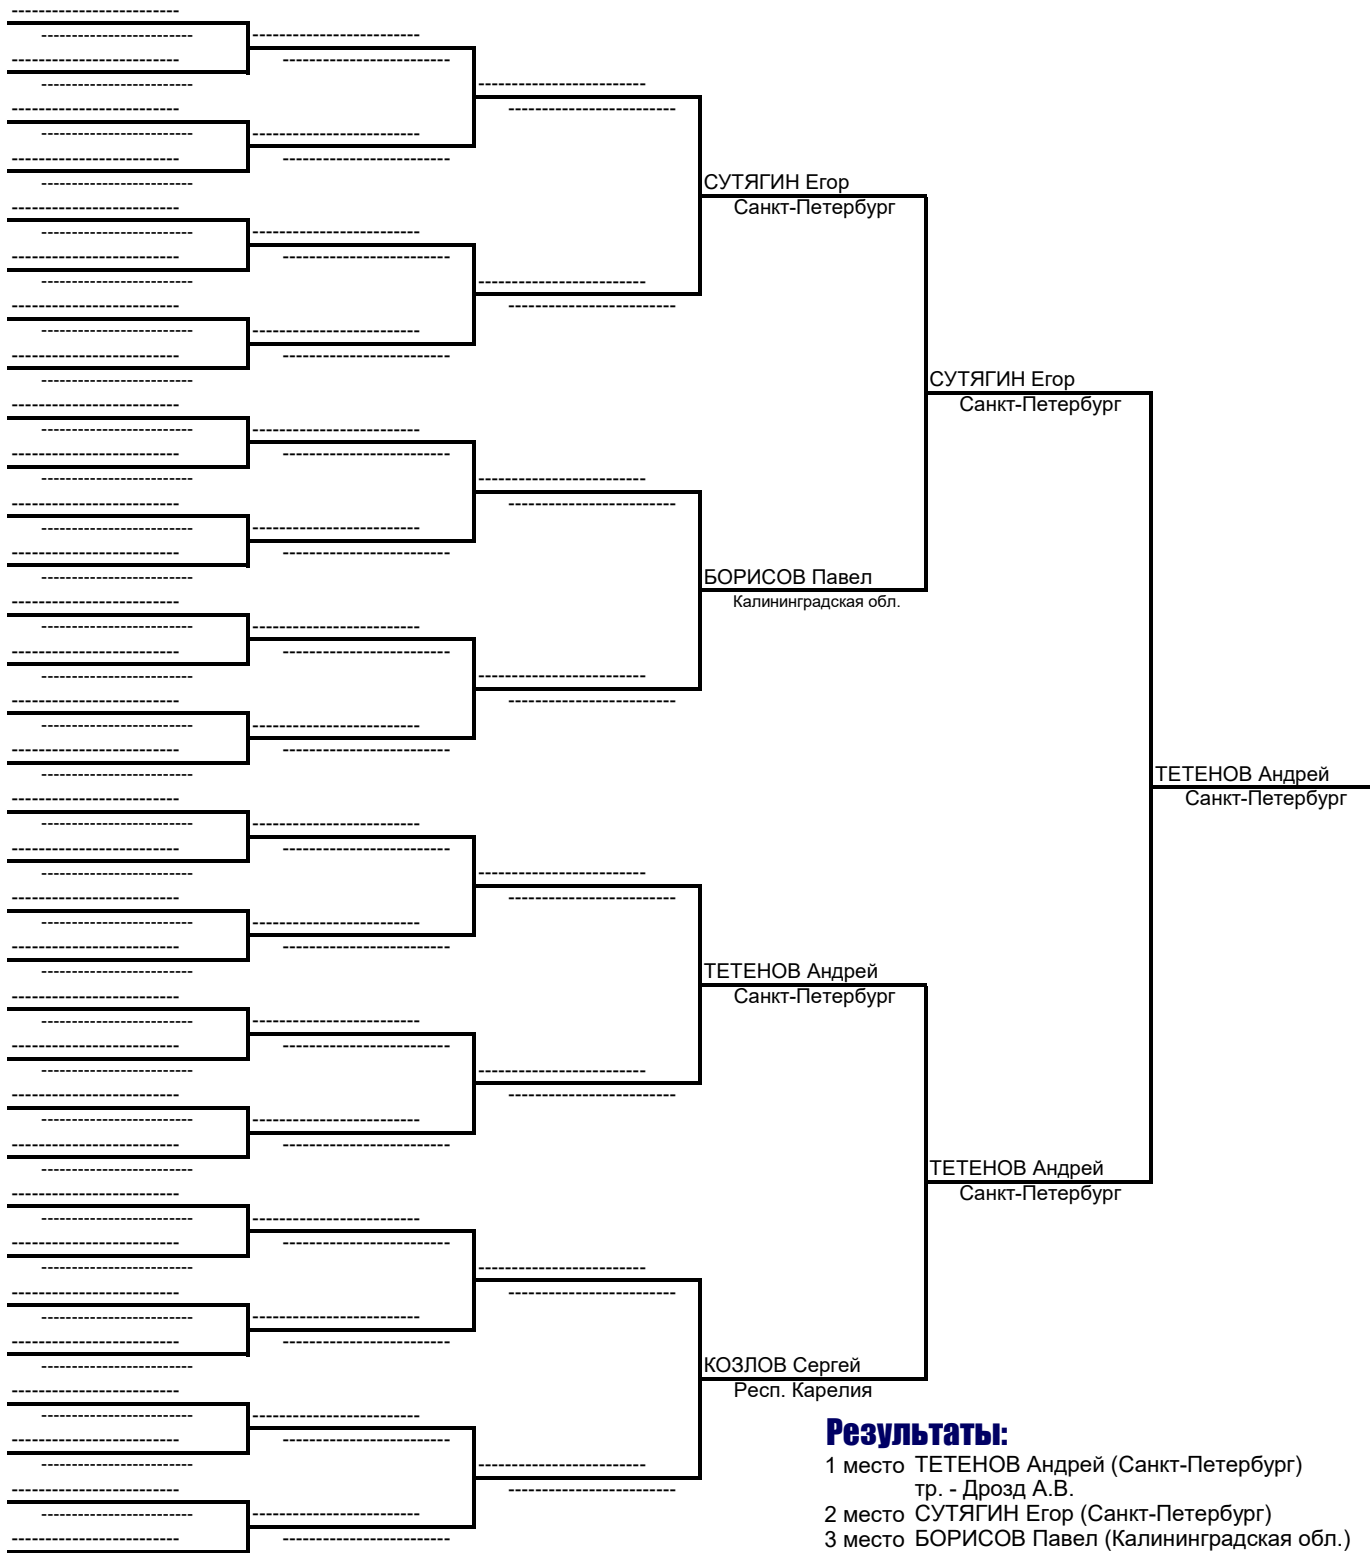 СУТЯГИН Егор
Санкт-Петербург
СУТЯГИН Егор
Санкт-Петербург
БОРИСОВ Павел
Калининградская обл.
ТЕТЕНОВ Андрей
Санкт-Петербург
ТЕТЕНОВ Андрей
Санкт-Петербург
ТЕТЕНОВ Андрей
Санкт-Петербург
КОЗЛОВ Сергей
Респ. Карелия
Результаты:
1 место ТЕТЕНОВ Андрей (Санкт-Петербург)
тр. - Дрозд А.В.
2 место СУТЯГИН Егор (Санкт-Петербург)
3 место БОРИСОВ Павел (Калининградская обл.)